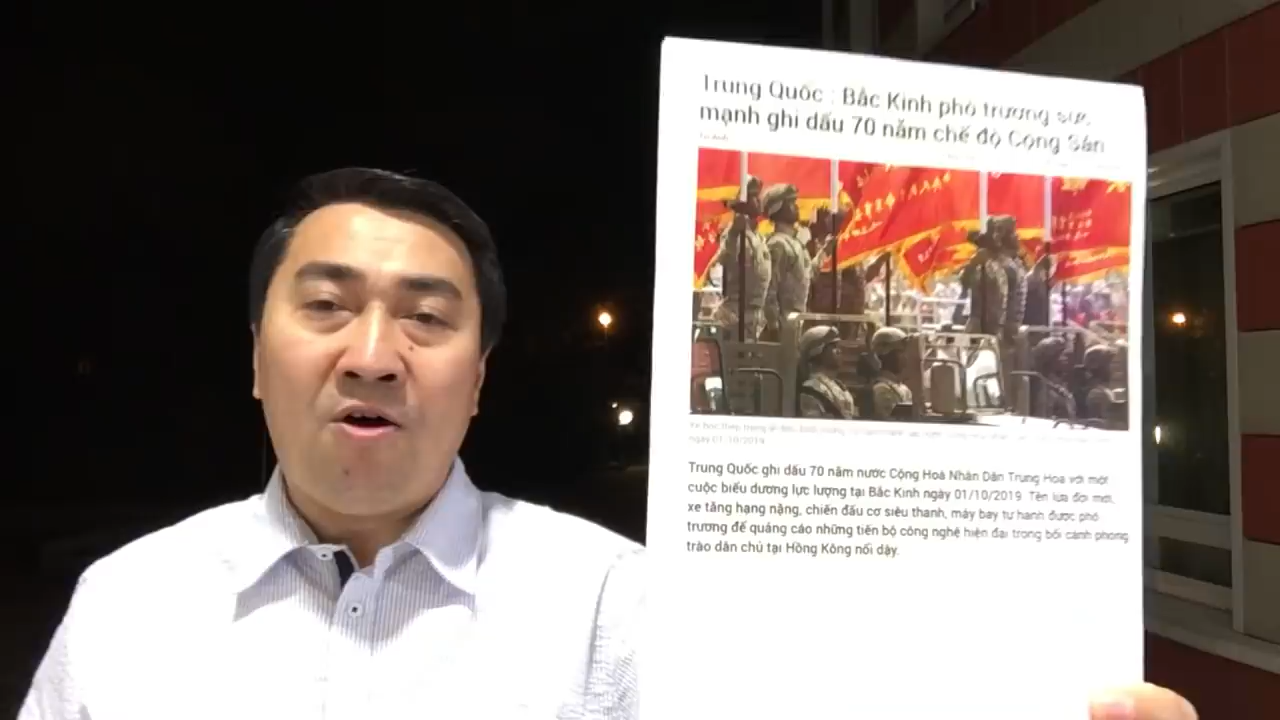 Trung Quốc : Bắc Kinh phô trương sức
mạnh ghi dấu 70 năm chế độ Cộng Sản
ngày 01/10/2019
Trung Quốc ghi dấu 70 năm nước Cộng Hoà Nhân Dân Trung Hoa với một
cuộc biểu dương lực lượng tại Bắc Kinh ngày 01/10/2019 Tên lửa đời mới,
xe tăng hạng nặng, chiến đấu cơ siêu thanh, máy bay tự hành được phô
trương để quảng cáo những tiến bộ công nghệ hiện đại trong bối cảnh phong
trào dân chủ tại Hồng Kông nổi dậy.